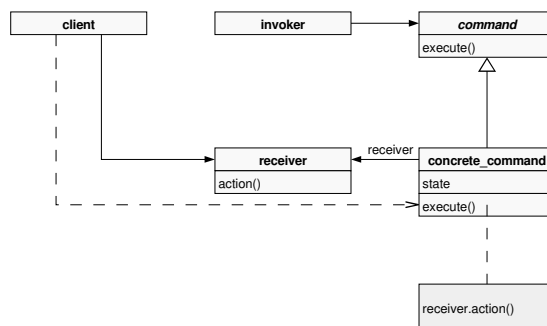 client
invoker
command
execute()
receiver
receiver
action()
concrete_command
state
execute()
receiver.action()